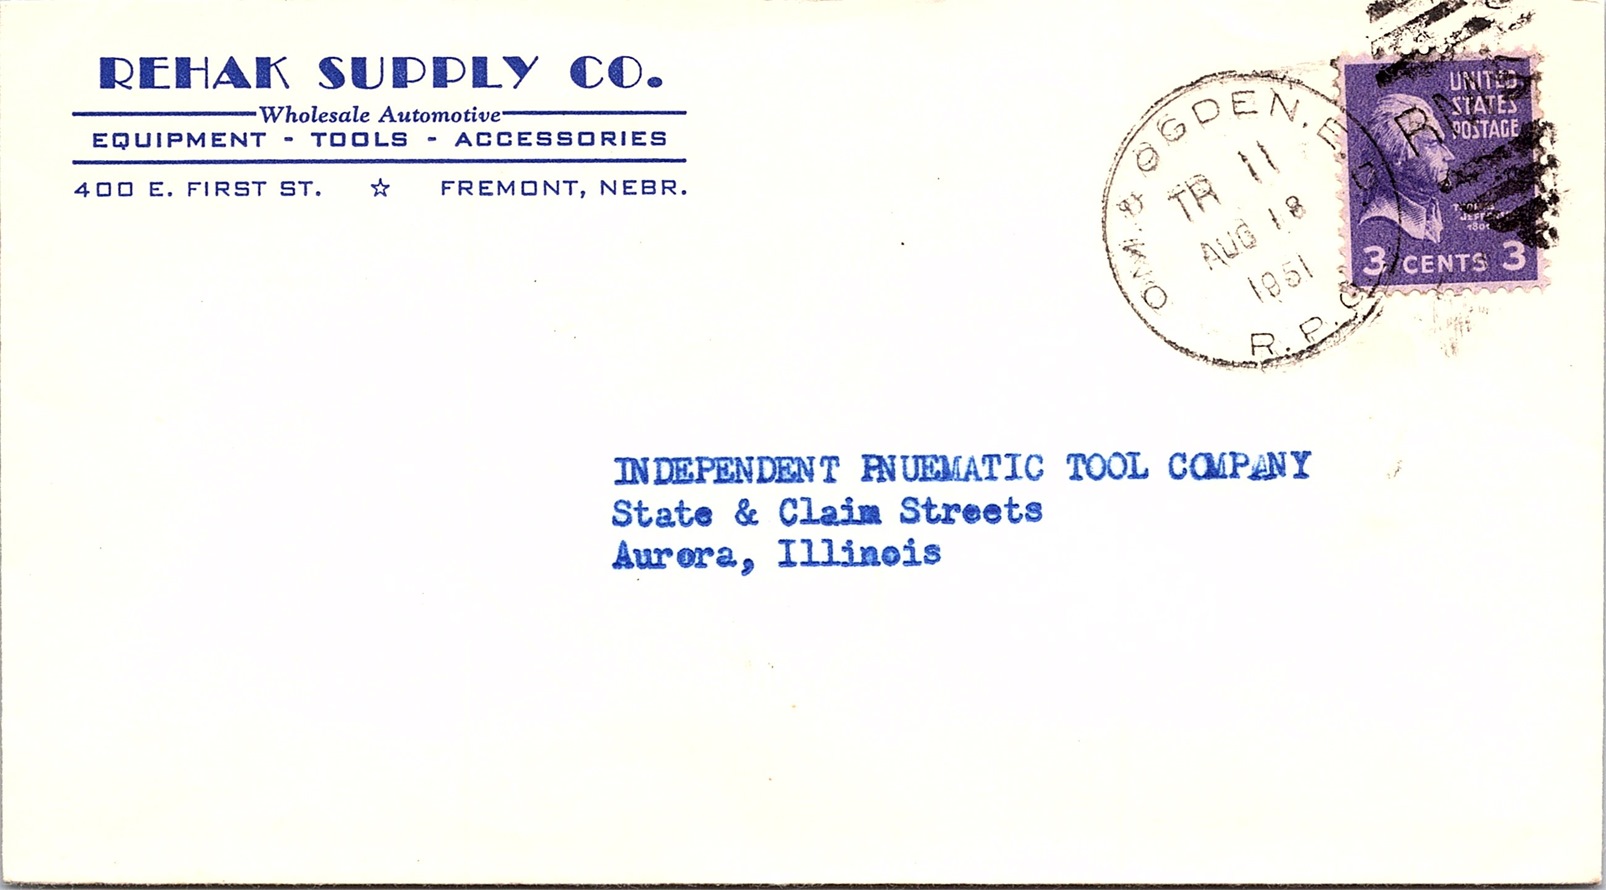 REHAK SUPPLY CO.
Wholesale Automotive
EQUIPMENT - TOOLS - ACCESSORIES
400 E. FIRST ST. ☆ FREMONT, NEBR.
OM. & OGDEN. E. D.
TR 11
AUG 18
1951
R.P.O.
UNITED
STATES
POSTAGE
3 CENTS 3
INDEPENDENT PNUEMATIC TOOL COMPANY
State & Claim Streets
Aurora, Illinois